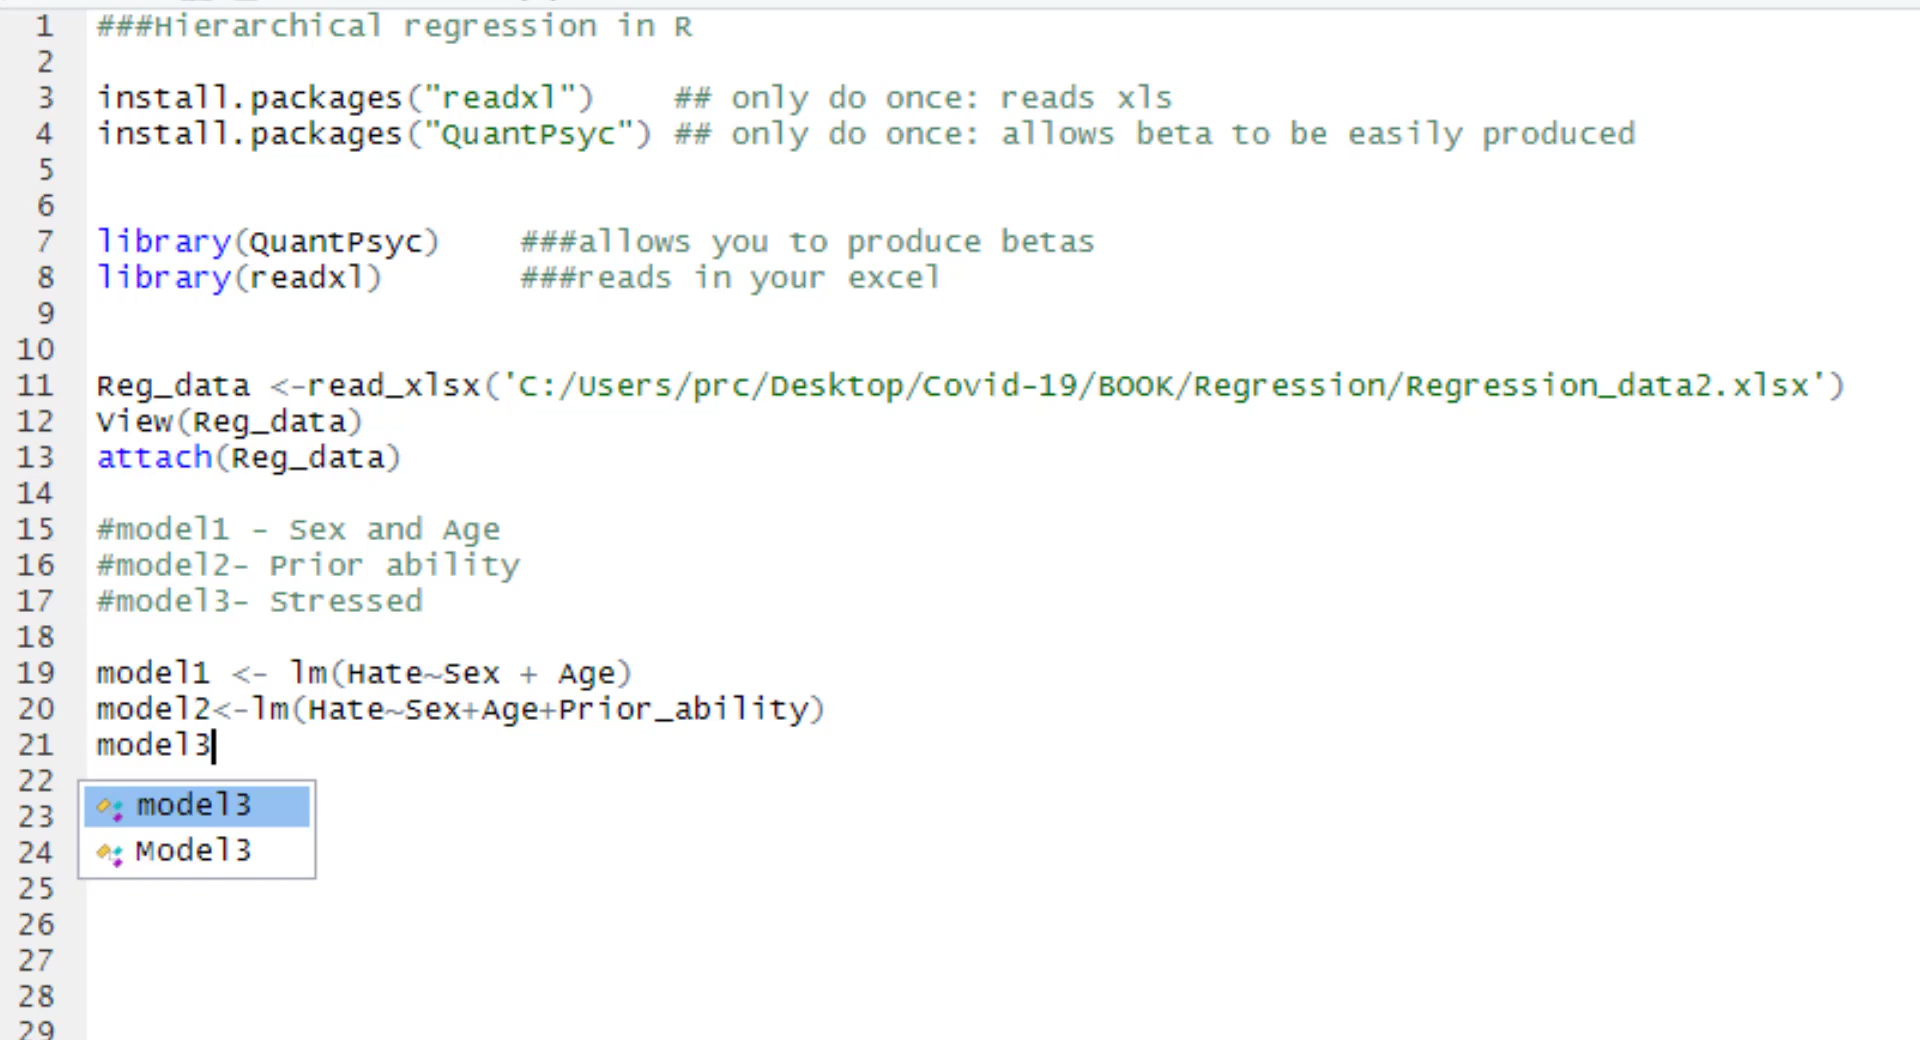 1 ###Hierarchical regression in R
2
3 install.packages("readxl")    ## only do once: reads xls
4 install.packages("QuantPsyc") ## only do once: allows beta to be easily produced
5
6
7 library(QuantPsyc)    ###allows you to produce betas
8 library(readxl)       ###reads in your excel
9
10
11 Reg_data <-read_xlsx('C:/Users/prc/Desktop/Covid-19/BOOK/Regression/Regression_data2.xlsx')
12 View(Reg_data)
13 attach(Reg_data)
14
15 #model1 - Sex and Age
16 #model2- Prior ability
17 #model3- Stressed
18
19 model1 <- lm(Hate~Sex + Age)
20 model2<-lm(Hate~Sex+Age+Prior_ability)
21 model3
22
model3
23
24 Model3
25
26
27
28
29